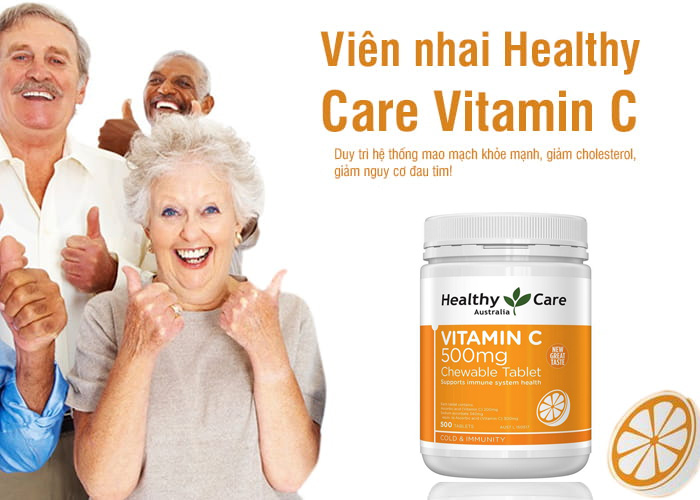 Viên nhai Healthy
Care Vitamin C
Duy trì hệ thống mao mạch khỏe mạnh, giảm cholesterol,
giảm nguy cơ đau tim!
Healthy Care
Australia
VITAMIN C
500mg
Chewable Tablet
Supports immune system health
NEW
GREAT
TASTE
500 TABLETS
COLD & IMMUNITY